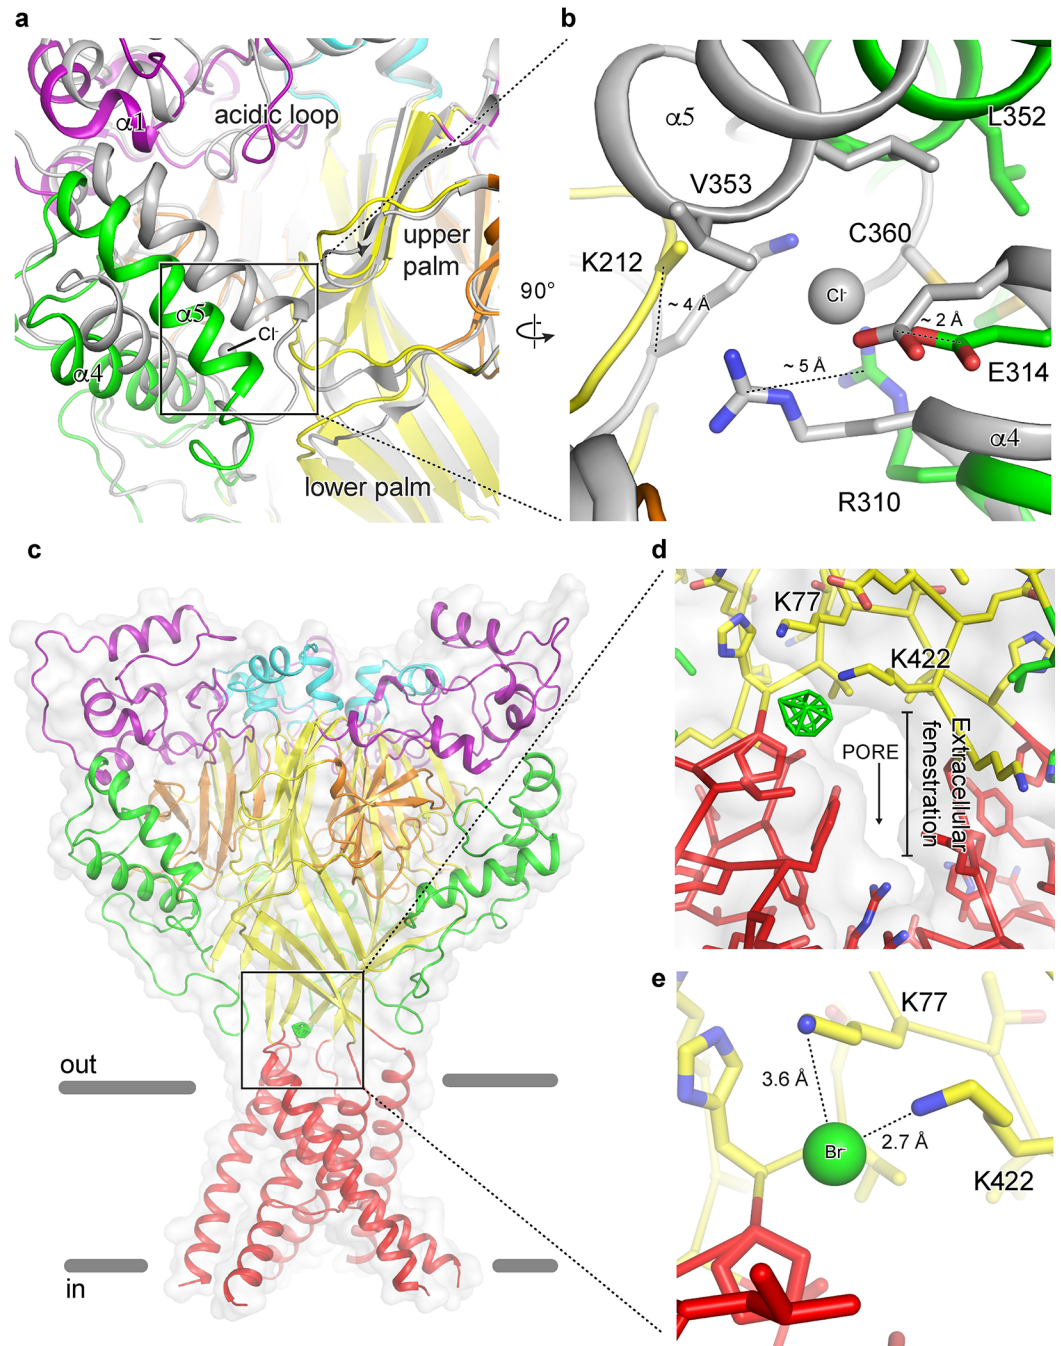 a
α1
acidic loop
upper
palm
α5
Cl-
α4
lower palm
90°
b
α5
L352
V353
C360
K212
~ 4 Å
Cl-
~ 2 Å
~ 5 Å
E314
α4
R310
c
out
in
d
K77
K422
PORE
Extracellular
fenestration
e
K77
3.6 Å
2.7 Å
Br-
K422